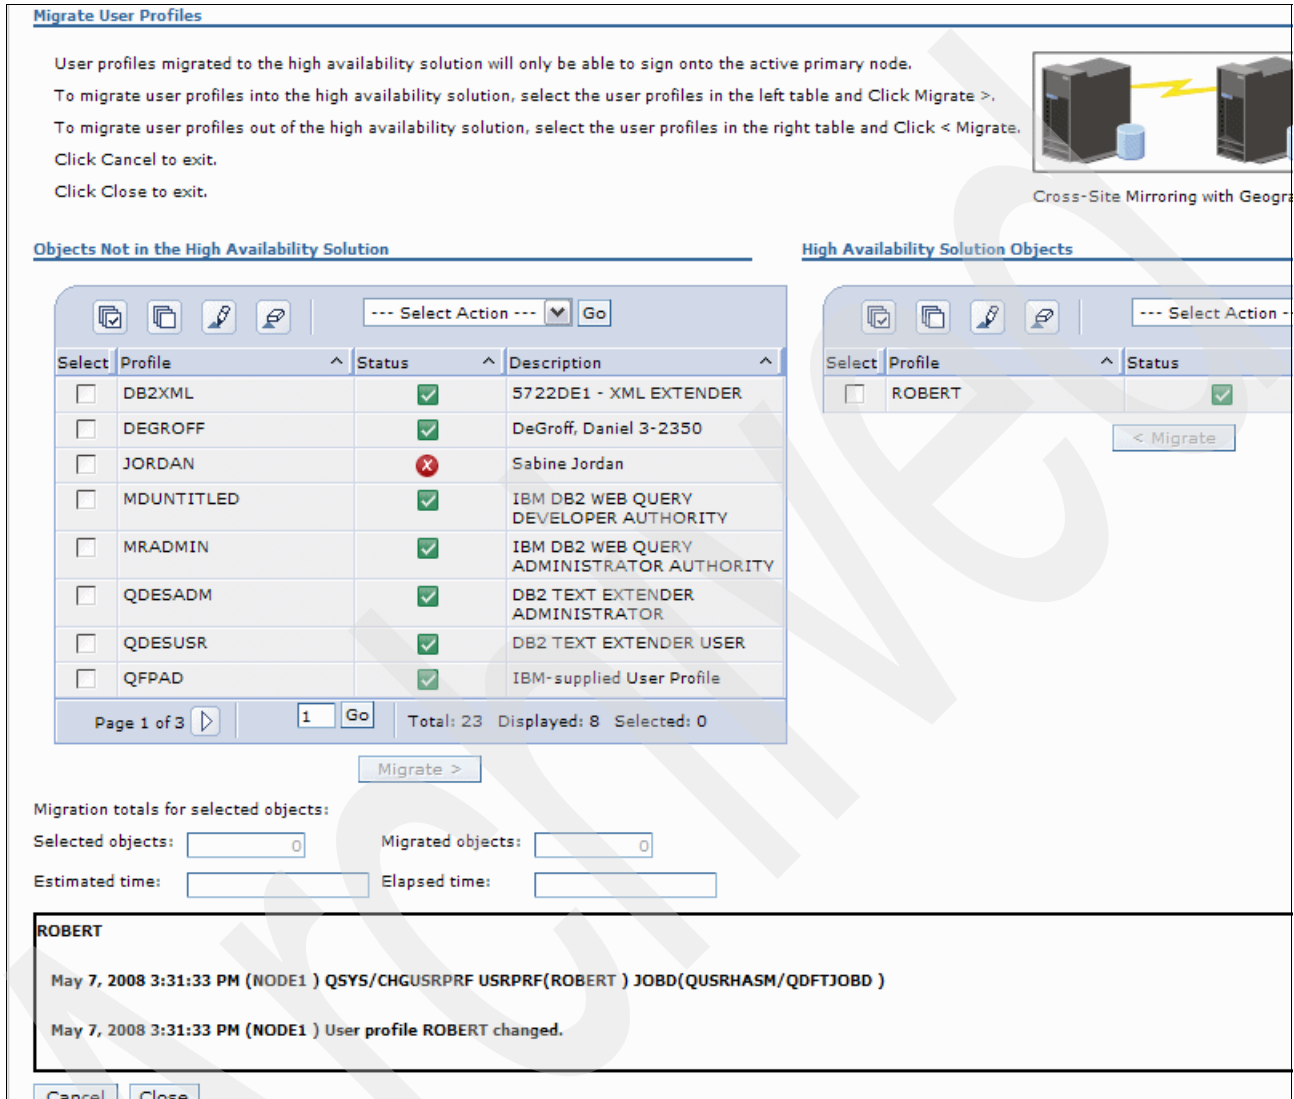 Migrate User Profiles
User profiles migrated to the high availability solution will only be able to sign onto the active primary node.
To migrate user profiles into the high availability solution, select the user profiles in the left table and Click Migrate >.
To migrate user profiles out of the high availability solution, select the user profiles in the right table and Click < Migrate.
Click Cancel to exit.
Click Close to exit.
Cross-Site Mirroring with Geogra
Objects Not in the High Availability Solution
--- Select Action --- Go
Select Profile Status Description
DB2XML 5722DE1 - XML EXTENDER
DEGROFF DeGroff, Daniel 3-2350
JORDAN Sabine Jordan
MDUNTITLED IBM DB2 WEB QUERY
DEVELOPER AUTHORITY
MRADMIN IBM DB2 WEB QUERY
ADMINISTRATOR AUTHORITY
QDESADM DB2 TEXT EXTENDER
ADMINISTRATOR
QDESUSR DB2 TEXT EXTENDER USER
QFPAD IBM-supplied User Profile
Page 1 of 3 1 Go Total: 23 Displayed: 8 Selected: 0
Migrate >
High Availability Solution Objects
--- Select Action -
Select Profile Status
ROBERT
< Migrate
Migration totals for selected objects:
Selected objects: 0 Migrated objects: 0
Estimated time: Elapsed time:
ROBERT
May 7, 2008 3:31:33 PM (NODE1 ) QSYS/CHGUSRPRF USRPRF(ROBERT ) JOBD(QUSRHASM/QDFTJOBD )
May 7, 2008 3:31:33 PM (NODE1 ) User profile ROBERT changed.
Cancel Close
Archived